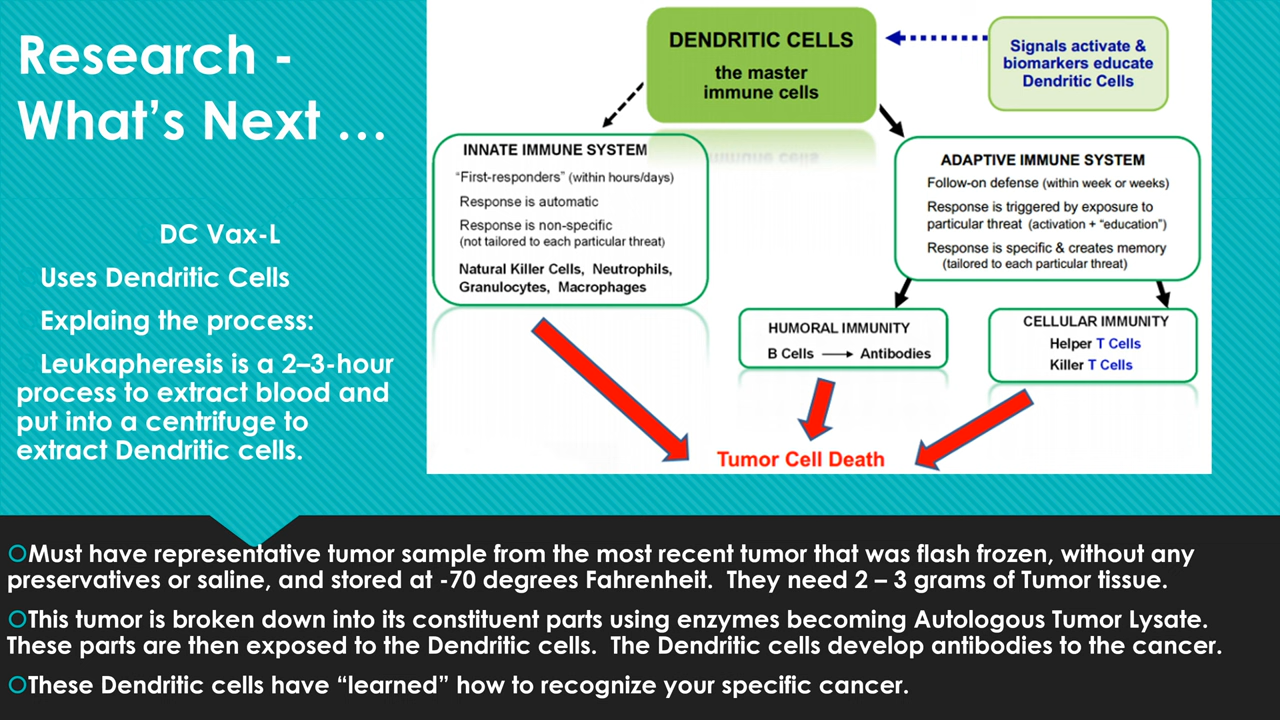 Research -
What's Next …
DC Vax-L
Uses Dendritic Cells
Explaing the process:
Leukapheresis is a 2–3-hour
process to extract blood and
put into a centrifuge to
extract Dendritic cells.
DENDRITIC CELLS
the master
immune cells
Signals activate &
biomarkers educate
Dendritic Cells
INNATE IMMUNE SYSTEM
"First-responders" (within hours/days)
Response is automatic
Response is non-specific
(not tailored to each particular threat)
Natural Killer Cells, Neutrophils,
Granulocytes, Macrophages
ADAPTIVE IMMUNE SYSTEM
Follow-on defense (within week or weeks)
Response is triggered by exposure to
particular threat (activation + "education")
Response is specific & creates memory
(tailored to each particular threat)
HUMORAL IMMUNITY
B Cells → Antibodies
CELLULAR IMMUNITY
Helper T Cells
Killer T Cells
Tumor Cell Death
Must have representative tumor sample from the most recent tumor that was flash frozen, without any
preservatives or saline, and stored at -70 degrees Fahrenheit. They need 2 – 3 grams of Tumor tissue.
This tumor is broken down into its constituent parts using enzymes becoming Autologous Tumor Lysate.
These parts are then exposed to the Dendritic cells. The Dendritic cells develop antibodies to the cancer.
These Dendritic cells have "learned" how to recognize your specific cancer.